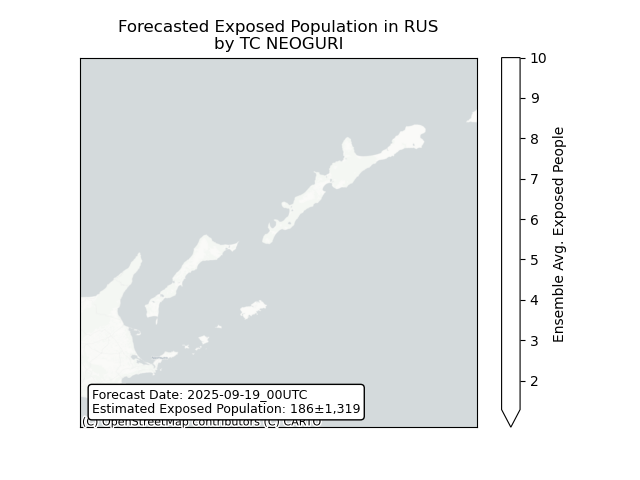 Forecasted Exposed Population in RUS
by TC NEOGURI
10
9
8
7
6
5
4
3
2
Ensemble Avg. Exposed People
Forecast Date: 2025-09-19_00UTC
Estimated Exposed Population: 186±1,319
(C) OpenStreetMap contributors (C) CARTO